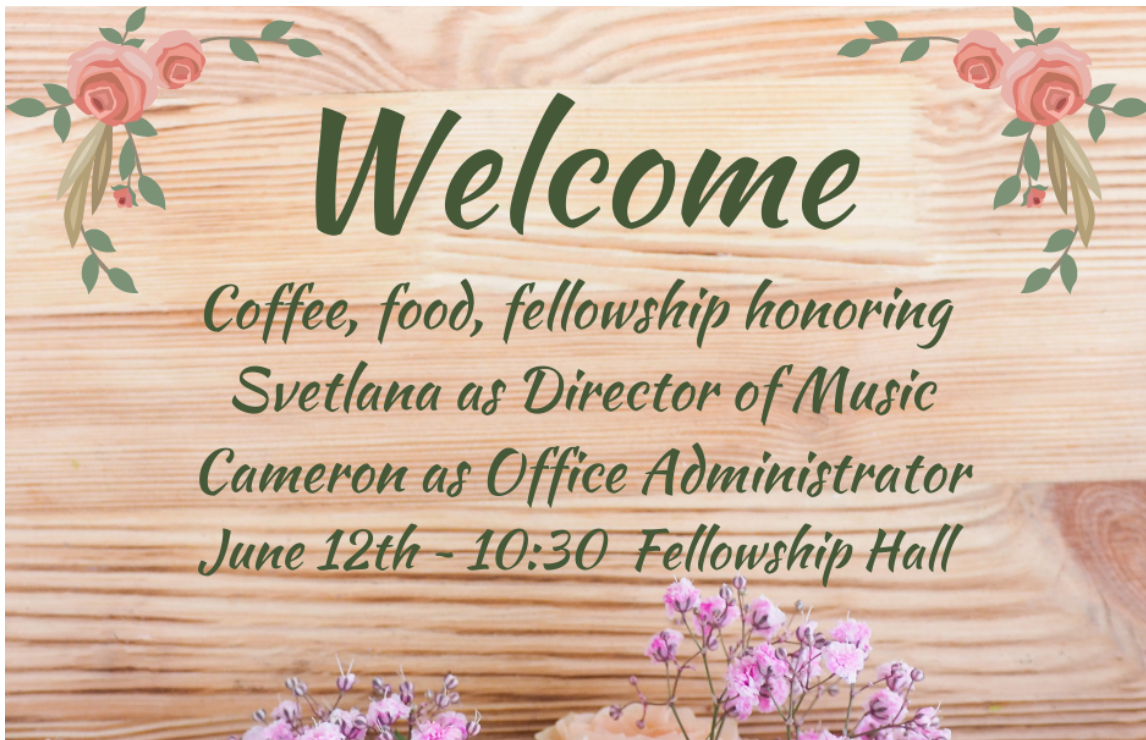 Welcome
Coffee, food, fellowship honoring
Svetlana as Director of Music
Cameron as Office Administrator
June 12th - 10:30 Fellowship Hall